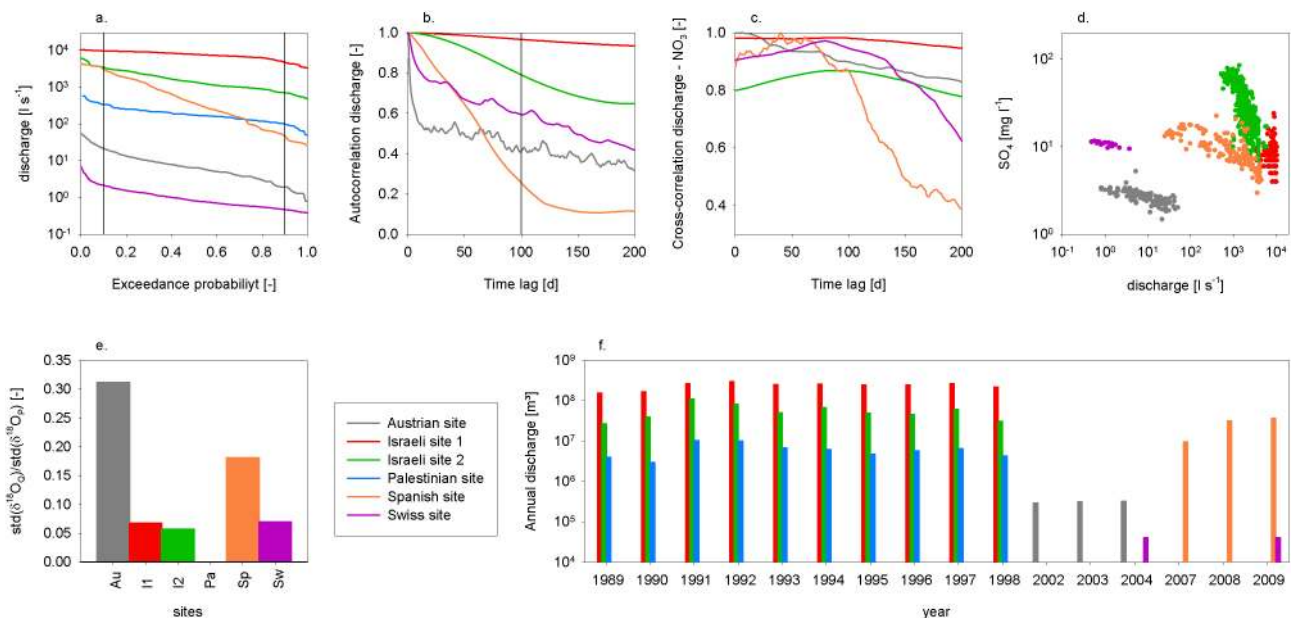 a.
discharge [l s⁻¹]
10⁴
10³
10²
10¹
10⁰
10⁻¹
0.0 0.2 0.4 0.6 0.8 1.0
Exceedance probabiliyt [-]
b.
Autocorrelation discharge [-]
1.0
0.8
0.6
0.4
0.2
0.0
0 50 100 150 200
Time lag [d]
c.
Cross-correlation discharge - NO₃ [-]
1.0
0.8
0.6
0.4
0 50 100 150 200
Time lag [d]
d.
SO₄ [mg l⁻¹]
10²
10¹
10⁰
10⁻¹ 10⁰ 10¹ 10² 10³ 10⁴
discharge [l s⁻¹]
e.
std(δ¹⁸O_Q)/std(δ¹⁸O_P) [-]
0.35
0.30
0.25
0.20
0.15
0.10
0.05
0.00
Au I1 I2 Pa Sp Sw
sites
Austrian site
Israeli site 1
Israeli site 2
Palestinian site
Spanish site
Swiss site
f.
Annual discharge [m³]
10⁹
10⁸
10⁷
10⁶
10⁵
10⁴
1989 1990 1991 1992 1993 1994 1995 1996 1997 1998 2002 2003 2004 2007 2008 2009
year